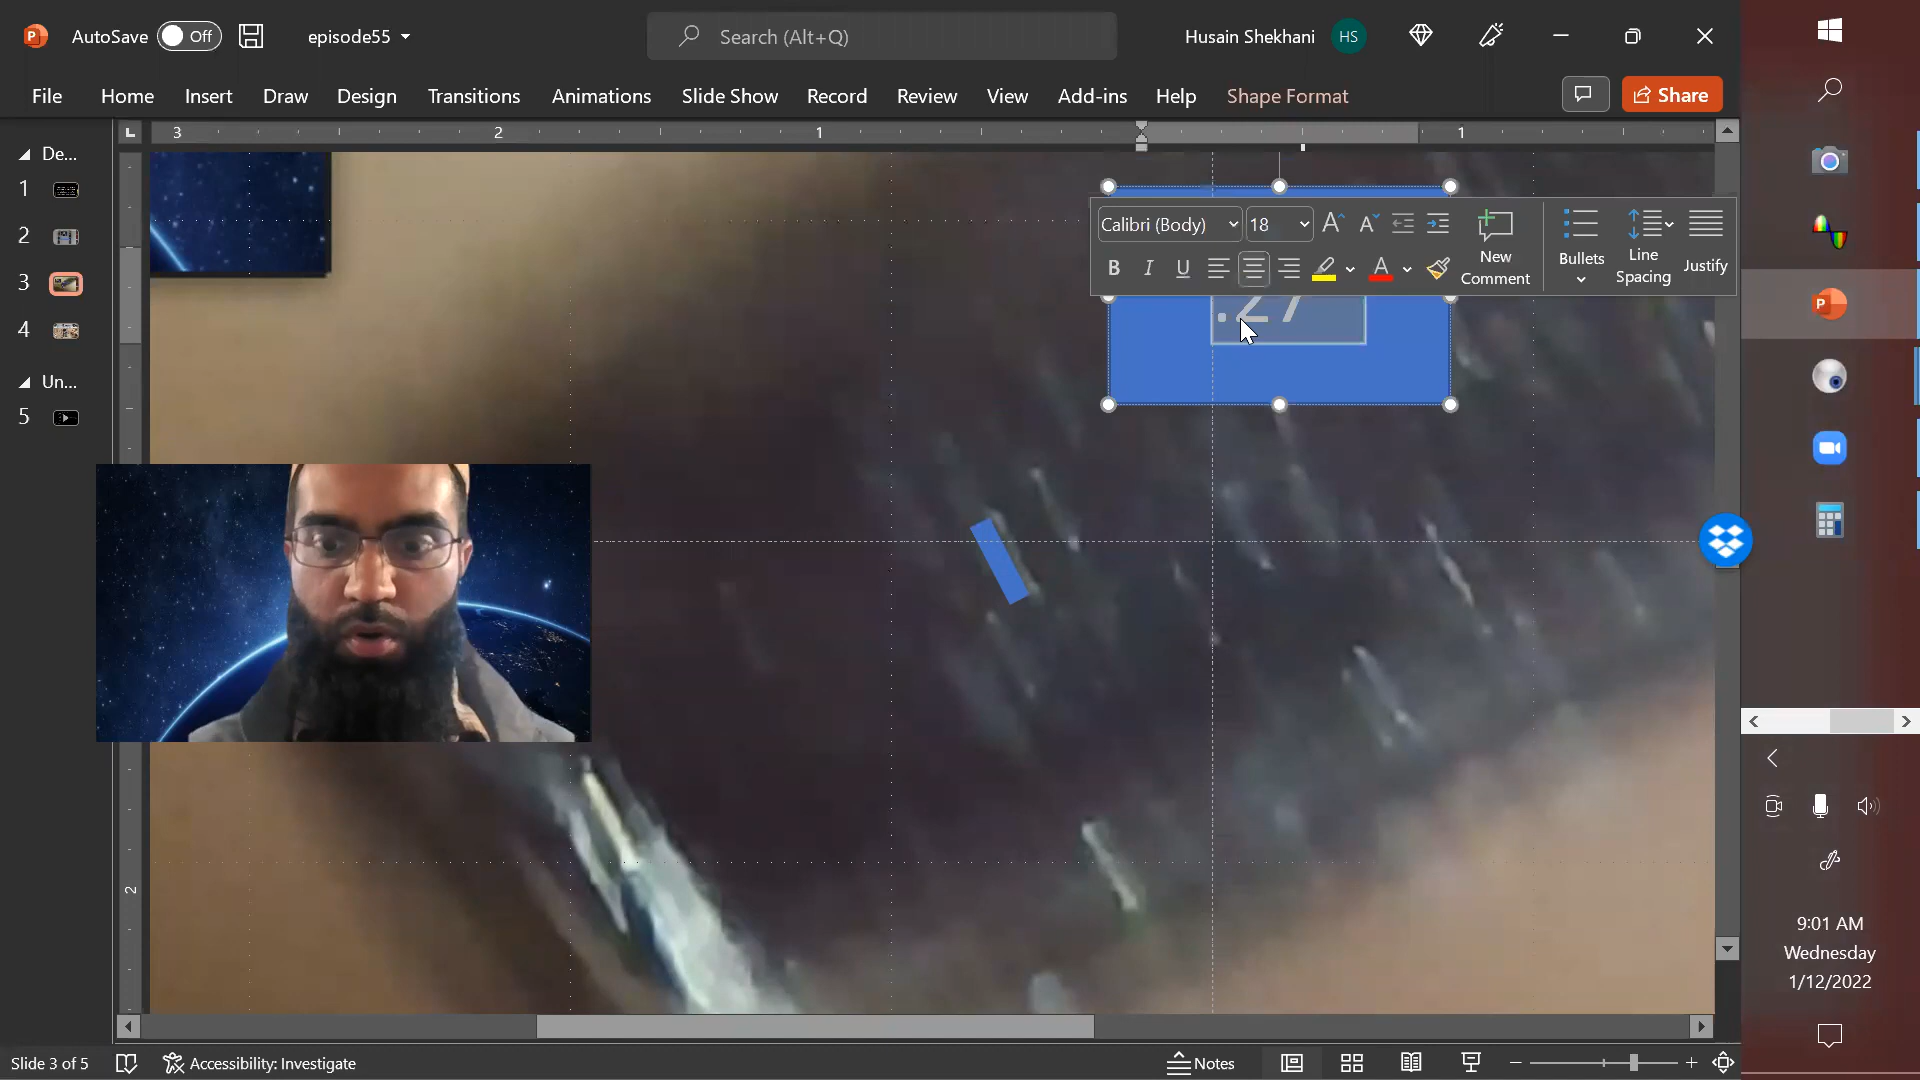 AutoSave Off episode55 Search (Alt+Q) Husain Shekhani HS
File Home Insert Draw Design Transitions Animations Slide Show Record Review View Add-ins Help Shape Format Share
3 2 1 1
De...
1
2
3
4
Un...
5
Calibri (Body) 18 A A New Comment Bullets Line Spacing Justify
B I U A
.27
2
9:01 AM
Wednesday
1/12/2022
Slide 3 of 5 Accessibility: Investigate Notes